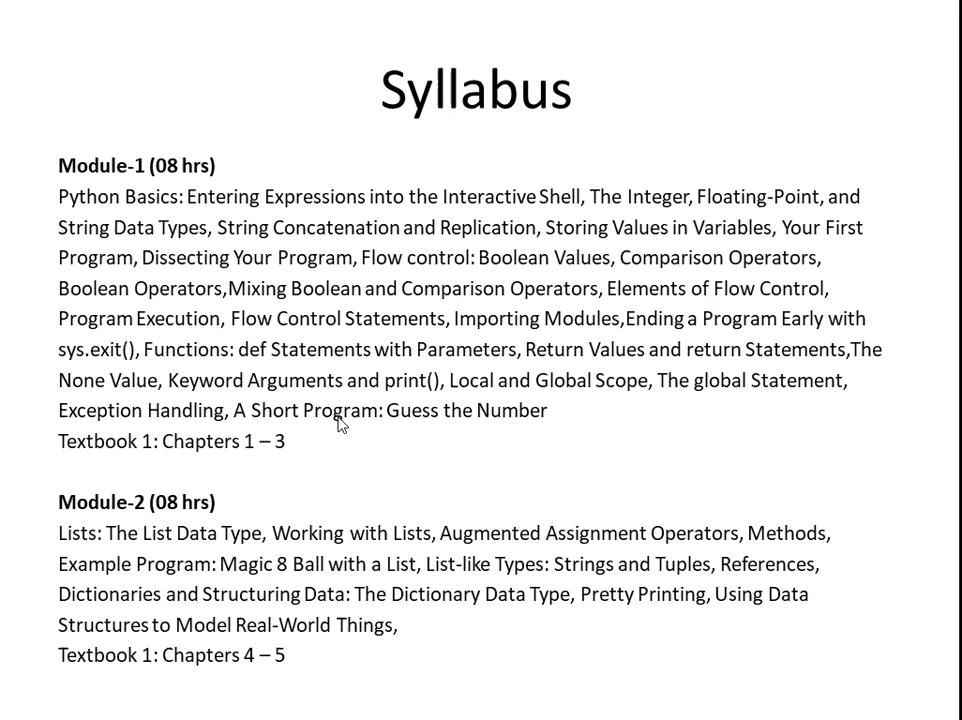 Syllabus
Module-1 (08 hrs)
Python Basics: Entering Expressions into the Interactive Shell, The Integer, Floating-Point, and
String Data Types, String Concatenation and Replication, Storing Values in Variables, Your First
Program, Dissecting Your Program, Flow control: Boolean Values, Comparison Operators,
Boolean Operators,Mixing Boolean and Comparison Operators, Elements of Flow Control,
Program Execution, Flow Control Statements, Importing Modules,Ending a Program Early with
sys.exit(), Functions: def Statements with Parameters, Return Values and return Statements,The
None Value, Keyword Arguments and print(), Local and Global Scope, The global Statement,
Exception Handling, A Short Program: Guess the Number
Textbook 1: Chapters 1 – 3
Module-2 (08 hrs)
Lists: The List Data Type, Working with Lists, Augmented Assignment Operators, Methods,
Example Program: Magic 8 Ball with a List, List-like Types: Strings and Tuples, References,
Dictionaries and Structuring Data: The Dictionary Data Type, Pretty Printing, Using Data
Structures to Model Real-World Things,
Textbook 1: Chapters 4 – 5